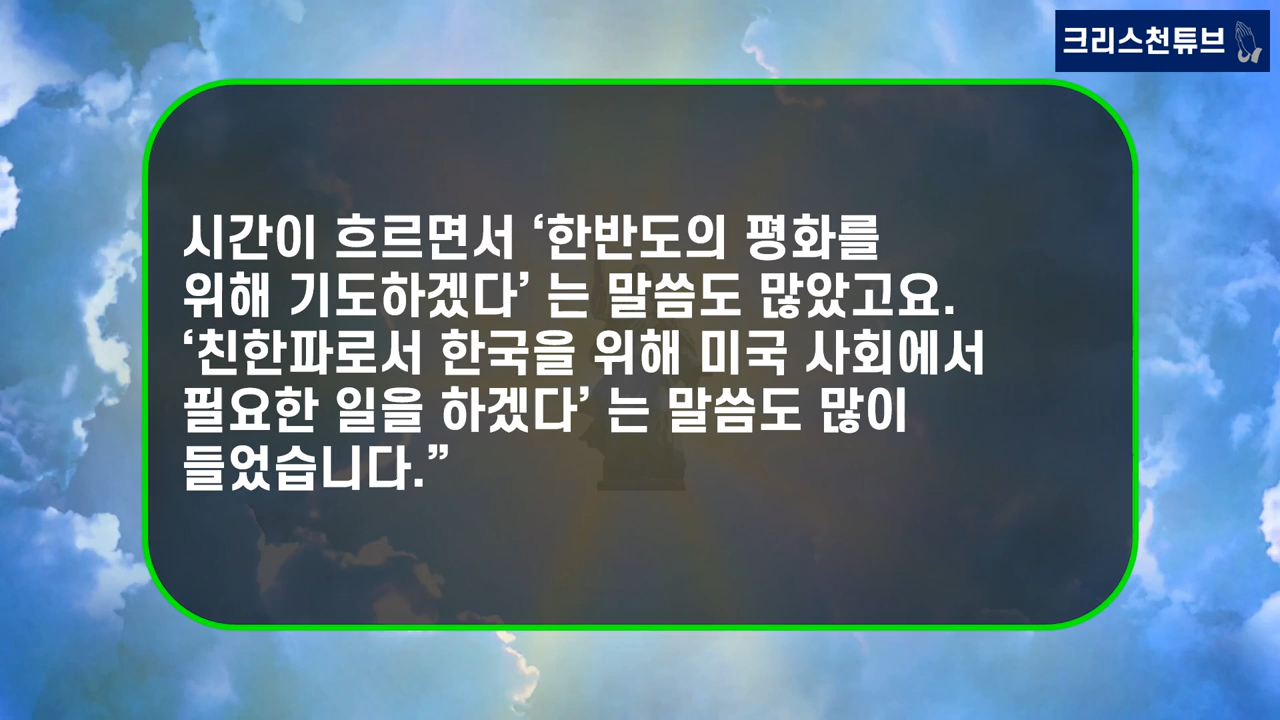 크리스천튜브
시간이 흐르면서 ‘한반도의 평화를
위해 기도하겠다’ 는 말씀도 많았고요.
‘친한파로서 한국을 위해 미국 사회에서
필요한 일을 하겠다’ 는 말씀도 많이
들었습니다.”